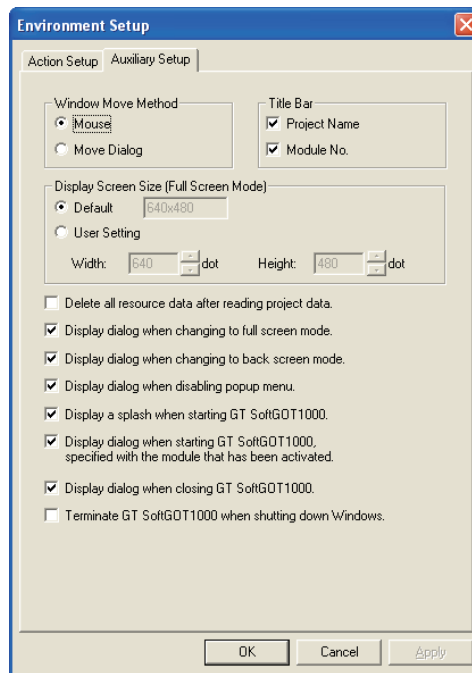 Environment Setup
Action Setup
Auxiliary Setup
Window Move Method
Mouse
Move Dialog
Title Bar
Project Name
Module No.
Display Screen Size (Full Screen Mode)
Default 640x480
User Setting
Width: 640 dot Height: 480 dot
Delete all resource data after reading project data.
Display dialog when changing to full screen mode.
Display dialog when changing to back screen mode.
Display dialog when disabling popup menu.
Display a splash when starting GT SoftGOT1000.
Display dialog when starting GT SoftGOT1000,
specified with the module that has been activated.
Display dialog when closing GT SoftGOT1000.
Terminate GT SoftGOT1000 when shutting down Windows.
OK Cancel Apply